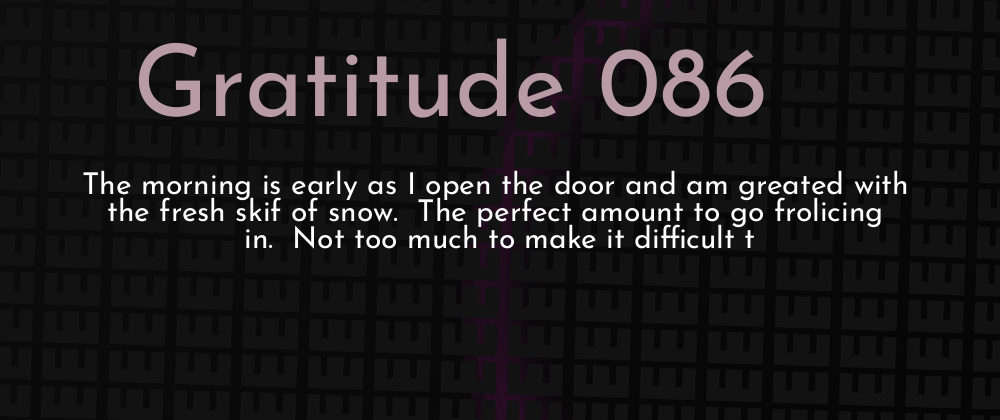 Gratitude 086
The morning is early as I open the door and am greated with
the fresh skif of snow.  The perfect amount to go frolicing
in.  Not too much to make it difficult t